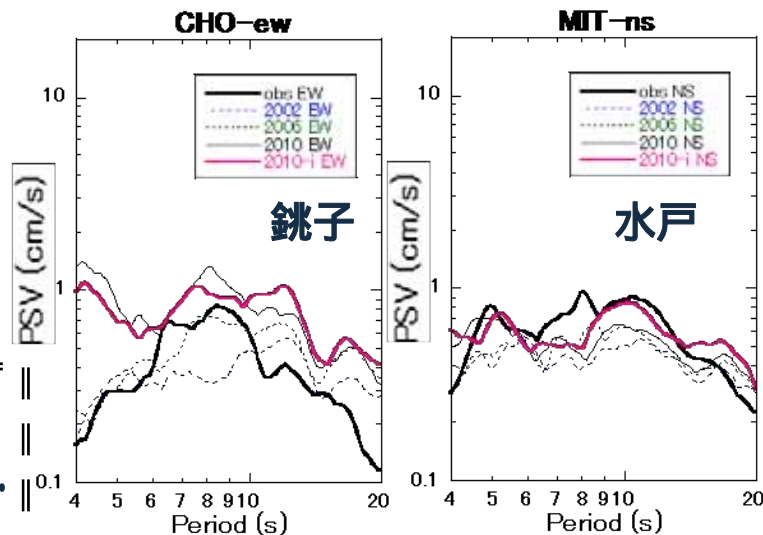 CHO-ew
10
1
0.1
PSV (cm/s)
obs EW
2002 EW
2005 EW
2010 EW
2010-i EW
銚子
4 5 6 7 8 9 10 20
Period (s)
MIT-ns
10
1
0.1
PSV (cm/s)
obs NS
2002 NS
2005 NS
2010 NS
2010-i NS
水戸
4 5 6 7 8 9 10 20
Period (s)